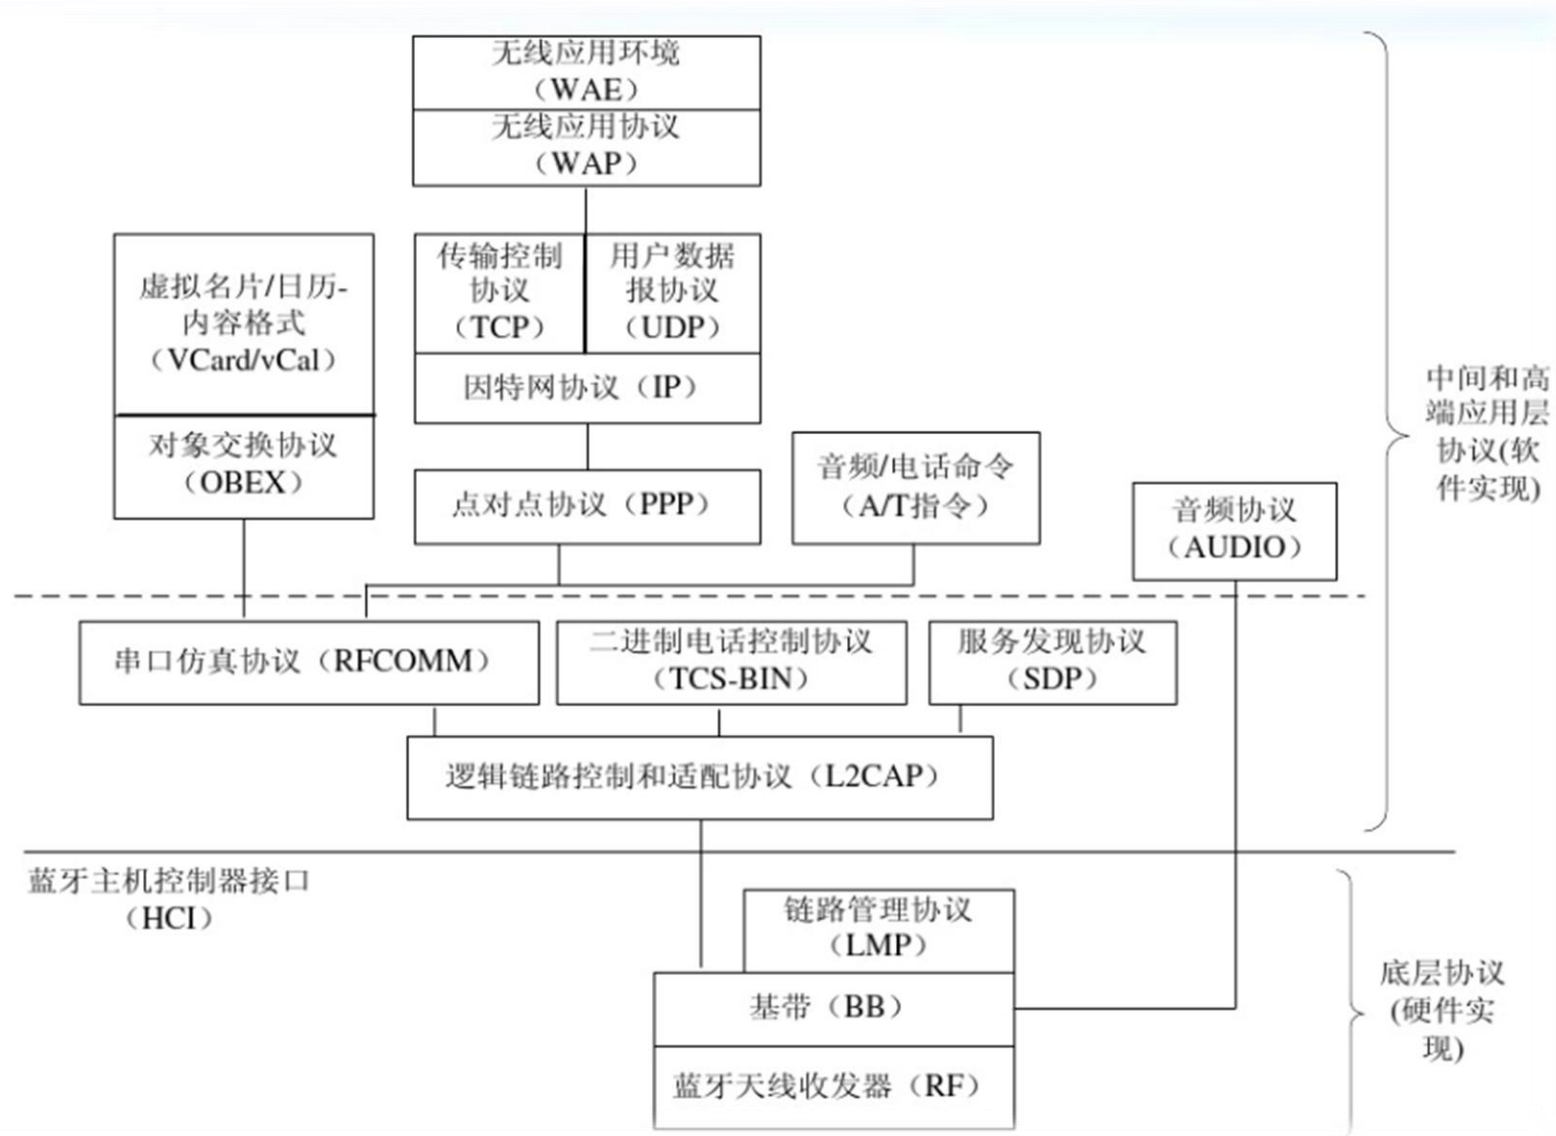 无线应用环境
（WAE）
无线应用协议
（WAP）
虚拟名片/日历-
内容格式
（VCard/vCal）
对象交换协议
（OBEX）
传输控制
协议
（TCP）
用户数据
报协议
（UDP）
因特网协议（IP）
点对点协议（PPP）
音频/电话命令
（A/T指令）
音频协议
（AUDIO）
中间和高
端应用层
协议(软
件实现)
串口仿真协议（RFCOMM）
二进制电话控制协议
（TCS-BIN）
服务发现协议
（SDP）
逻辑链路控制和适配协议（L2CAP）
蓝牙主机控制器接口
（HCI）
链路管理协议
（LMP）
基带（BB）
蓝牙天线收发器（RF）
底层协议
(硬件实
现)